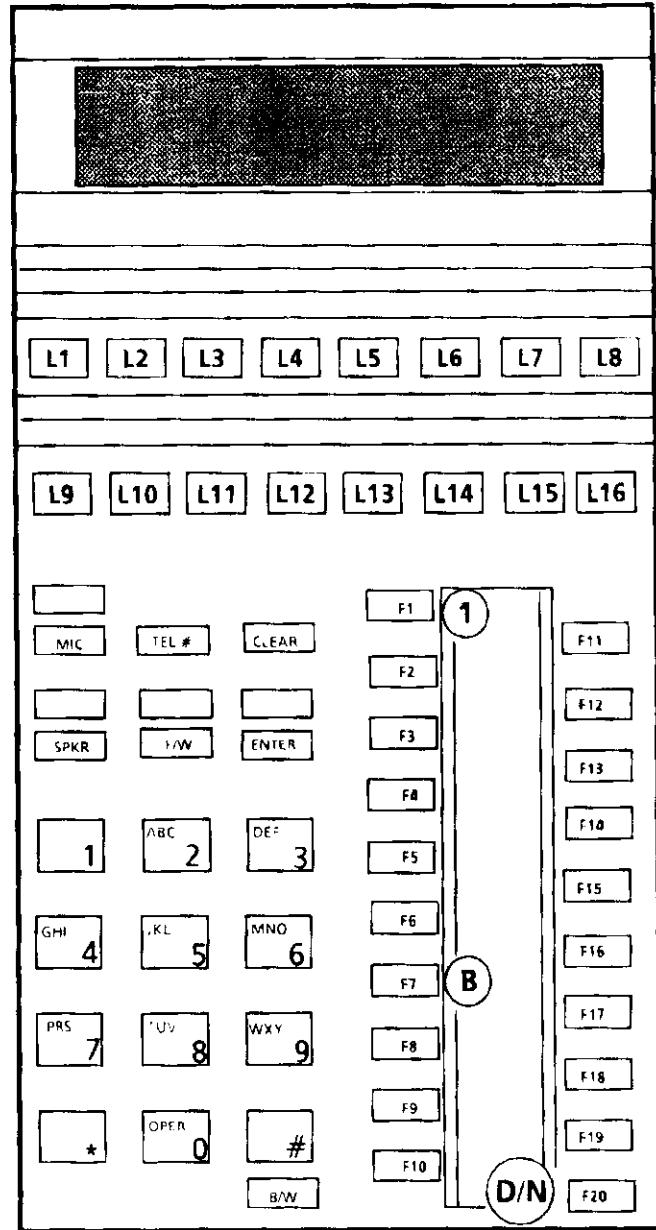 L1 L2 L3 L4 L5 L6 L7 L8
L9 L10 L11 L12 L13 L14 L15 L16
F1 1
MIC TEL # CLEAR F11
F2
F12
SPKR F/W ENTER F3
F13
F4
F14
1 ABC 2 DEF 3 F5
F15
F6
GHI 4 JKL 5 MNO 6 F16
F7 B
F17
PRS 7 TUV 8 WXY 9 F8
F18
F9
* OPER 0 # F19
F10
B/W D/N F20